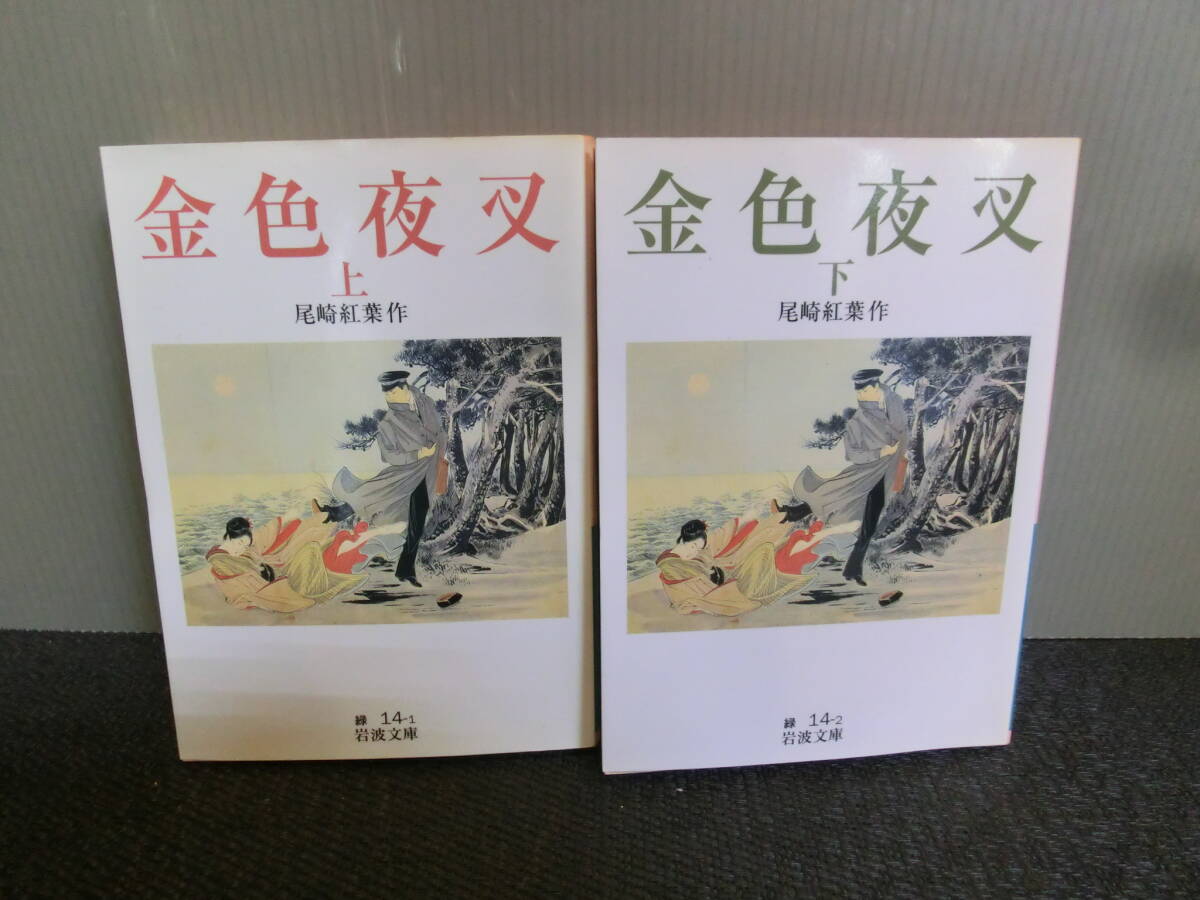 金色夜叉
上
尾崎紅葉作
緑 14-1
岩波文庫
金色夜叉
下
尾崎紅葉作
緑 14-2
岩波文庫